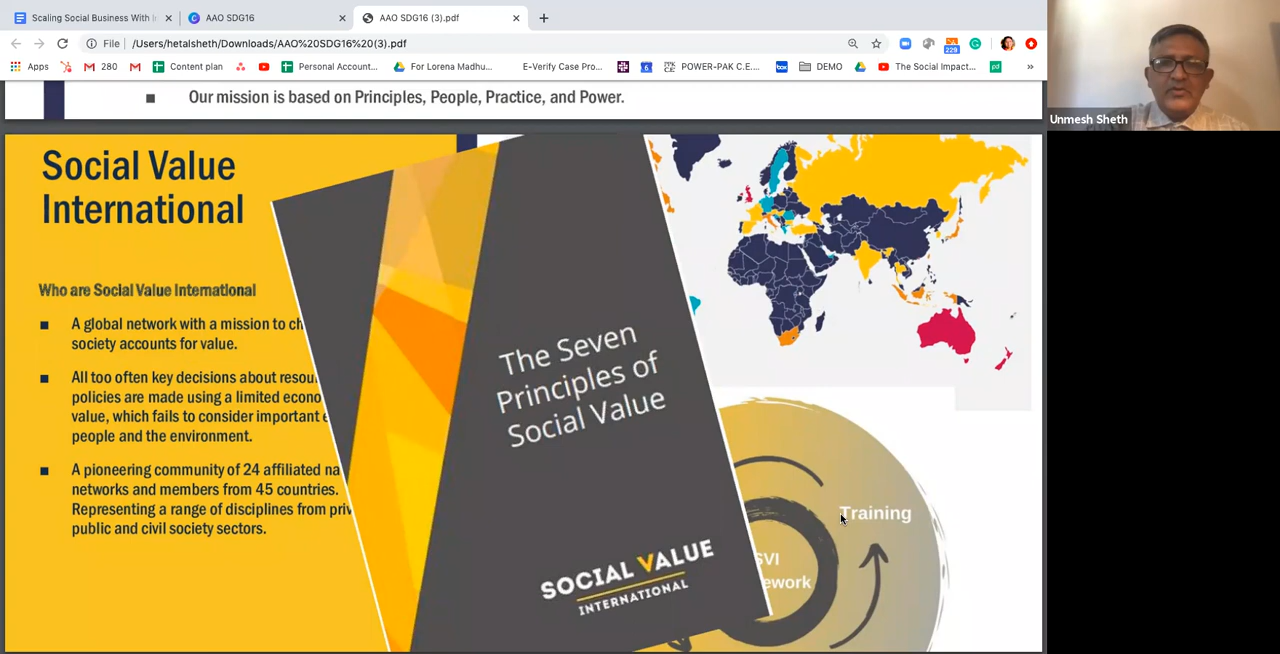 Scaling Social Business With I
AAO SDG16
AAO SDG16 (3).pdf
File
/Users/hetalsheth/Downloads/AAO%20SDG16%20(3).pdf
229
Apps
280
Content plan
Personal Account...
For Lorena Madhu...
E-Verify Case Pro...
6
POWER-PAK C.E....
box
DEMO
The Social Impact...
pd
»
Unmesh Sheth
Our mission is based on Principles, People, Practice, and Power.
Social Value
International
Who are Social Value International
A global network with a mission to ch
society accounts for value.
All too often key decisions about resou
policies are made using a limited econo
value, which fails to consider important e
people and the environment.
A pioneering community of 24 affiliated na
networks and members from 45 countries.
Representing a range of disciplines from priv
public and civil society sectors.
The Seven
Principles of
Social Value
SOCIAL VALUE
INTERNATIONAL
Training
SVI
ework